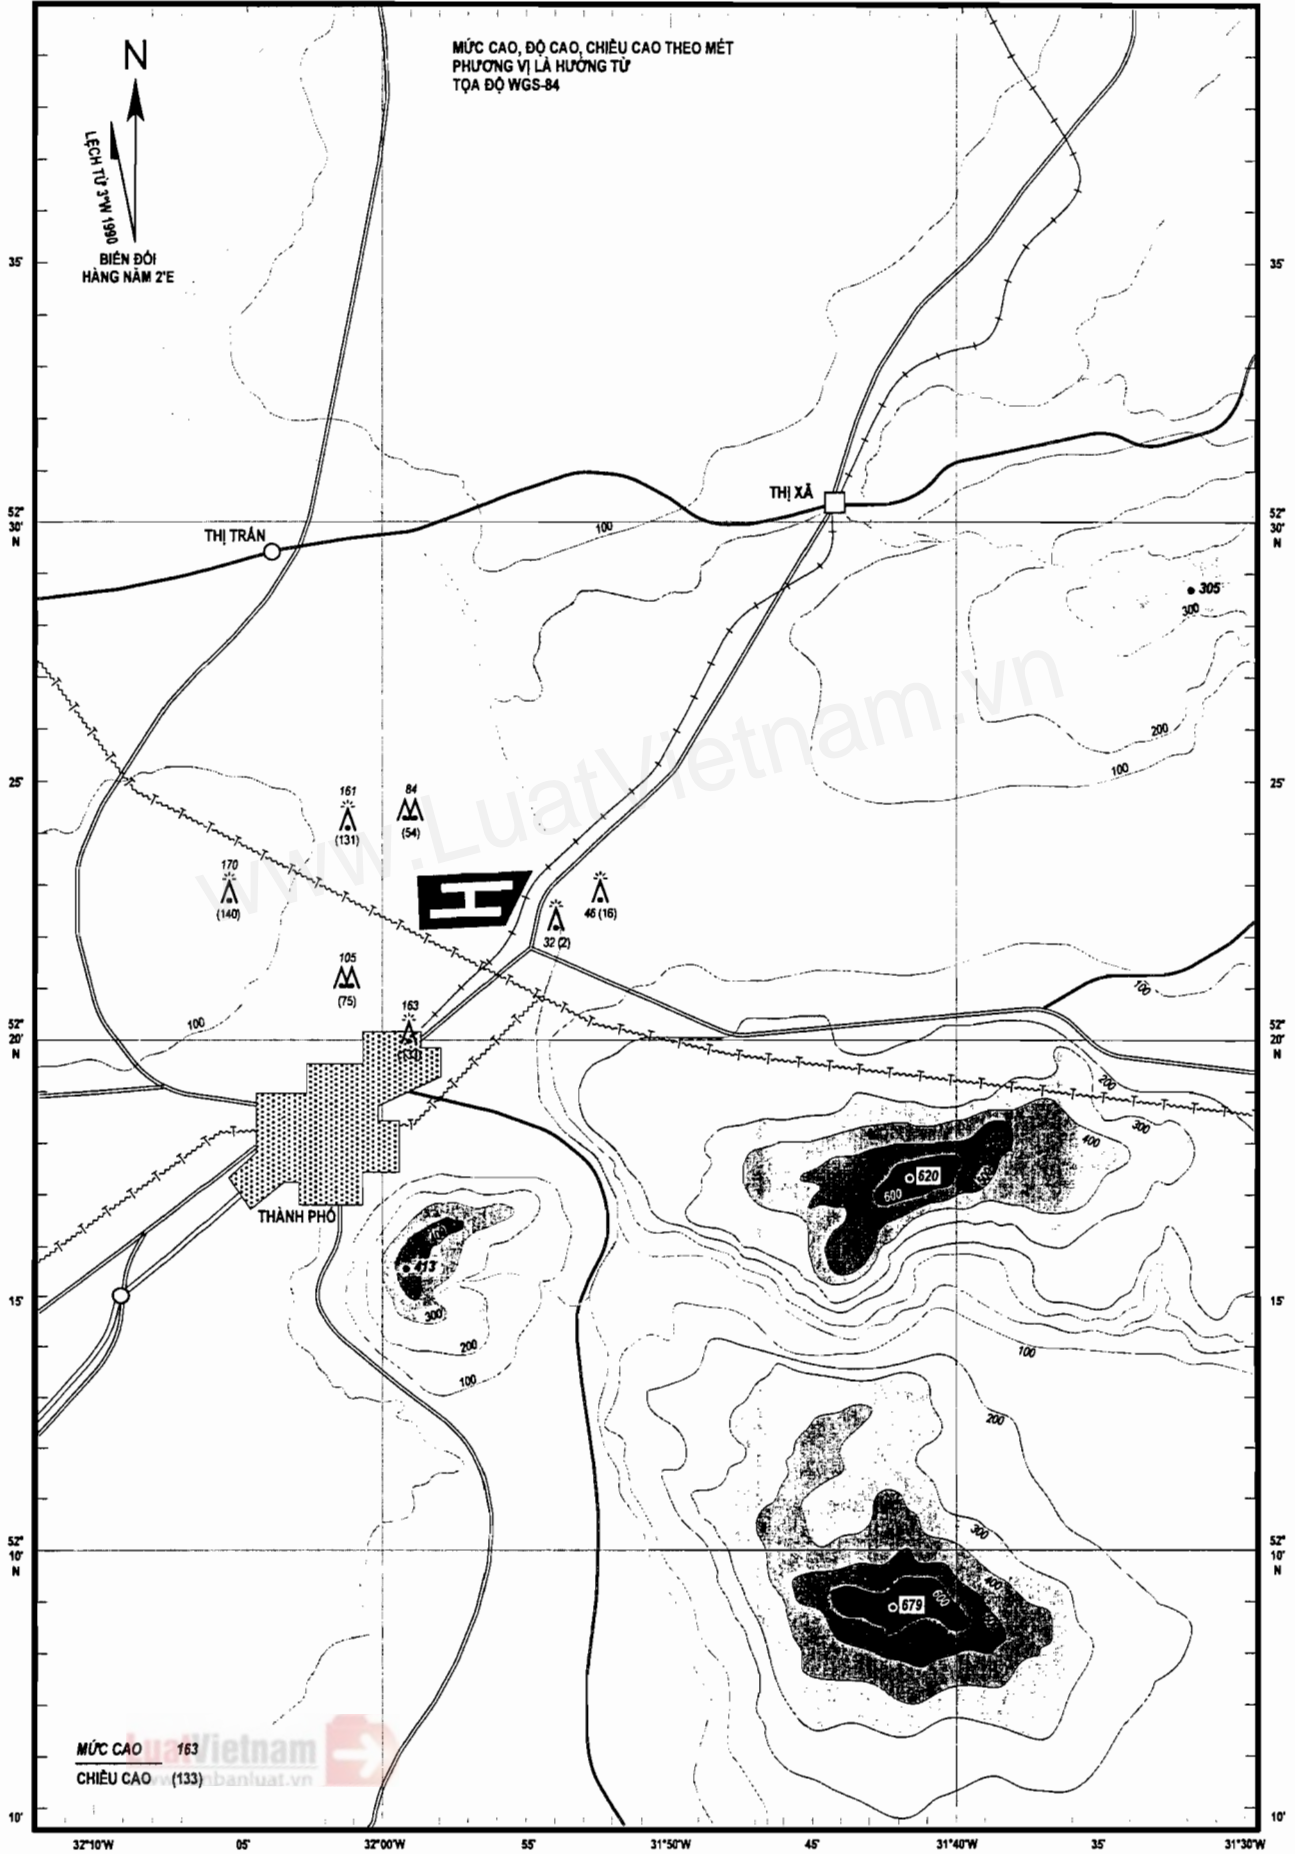 MỨC CAO, ĐỘ CAO, CHIỀU CAO THEO MÉT
PHƯƠNG VỊ LÀ HƯỚNG TỪ
TỌA ĐỘ WGS-84
N
LỆCH TỪ 3°W 1990
BIẾN ĐỔI
HÀNG NĂM 2'E
35'
35'
THỊ XÃ
52°
30'
N
52°
30'
N
THỊ TRẤN
100
305
300
www.LuatVietnam.vn
200
100
25'
25'
161
(131)
84
(54)
170
(140)
46 (16)
32 (2)
105
(75)
163
100
100
52°
20'
N
52°
20'
N
200
300
400
620
600
THÀNH PHỐ
413
300
15'
15'
200
100
100
200
300
52°
10'
N
52°
10'
N
400
600
679
MỨC CAO 163
CHIỀU CAO (133)
LuatVietnam
10'
10'
32°10'W
05'
32°00'W
55'
31°50'W
45'
31°40'W
35'
31°30'W